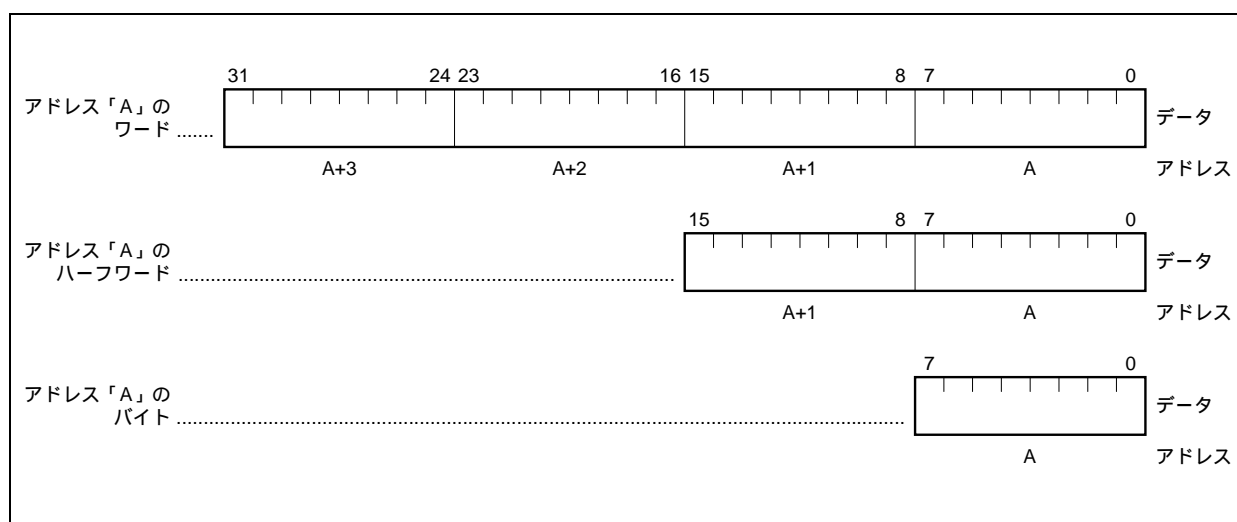 31 24 23 16 15 8 7 0
アドレス「A」の
ワード ....... データ
A+3 A+2 A+1 A アドレス
15 8 7 0
アドレス「A」の
ハーフワード ............................................................................................ データ
A+1 A アドレス
7 0
アドレス「A」の
バイト ........................................................................................................................................ データ
A アドレス